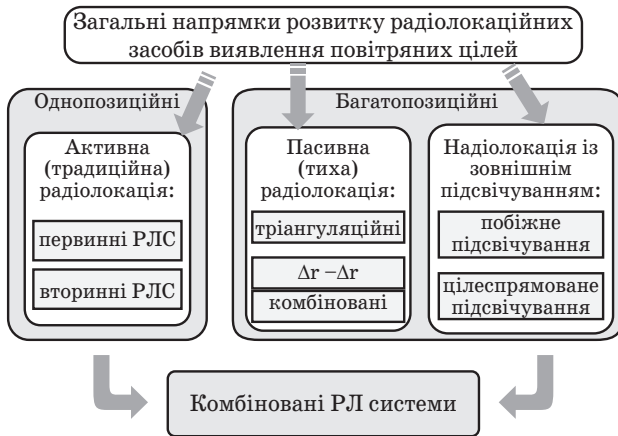 Загальні напрямки розвитку радіолокаційних
засобів виявлення повітряних цілей
Однопозиційні
Активна
(традиційна)
радіолокація:
первинні РЛС
вторинні РЛС
Багатопозиційні
Пасивна
(тиха)
радіолокація:
тріангуляційні
Δr –Δr
комбіновані
Надіолокація із
зовнішнім
підсвічуванням:
побіжне
підсвічування
цілеспрямоване
підсвічування
Комбіновані РЛ системи